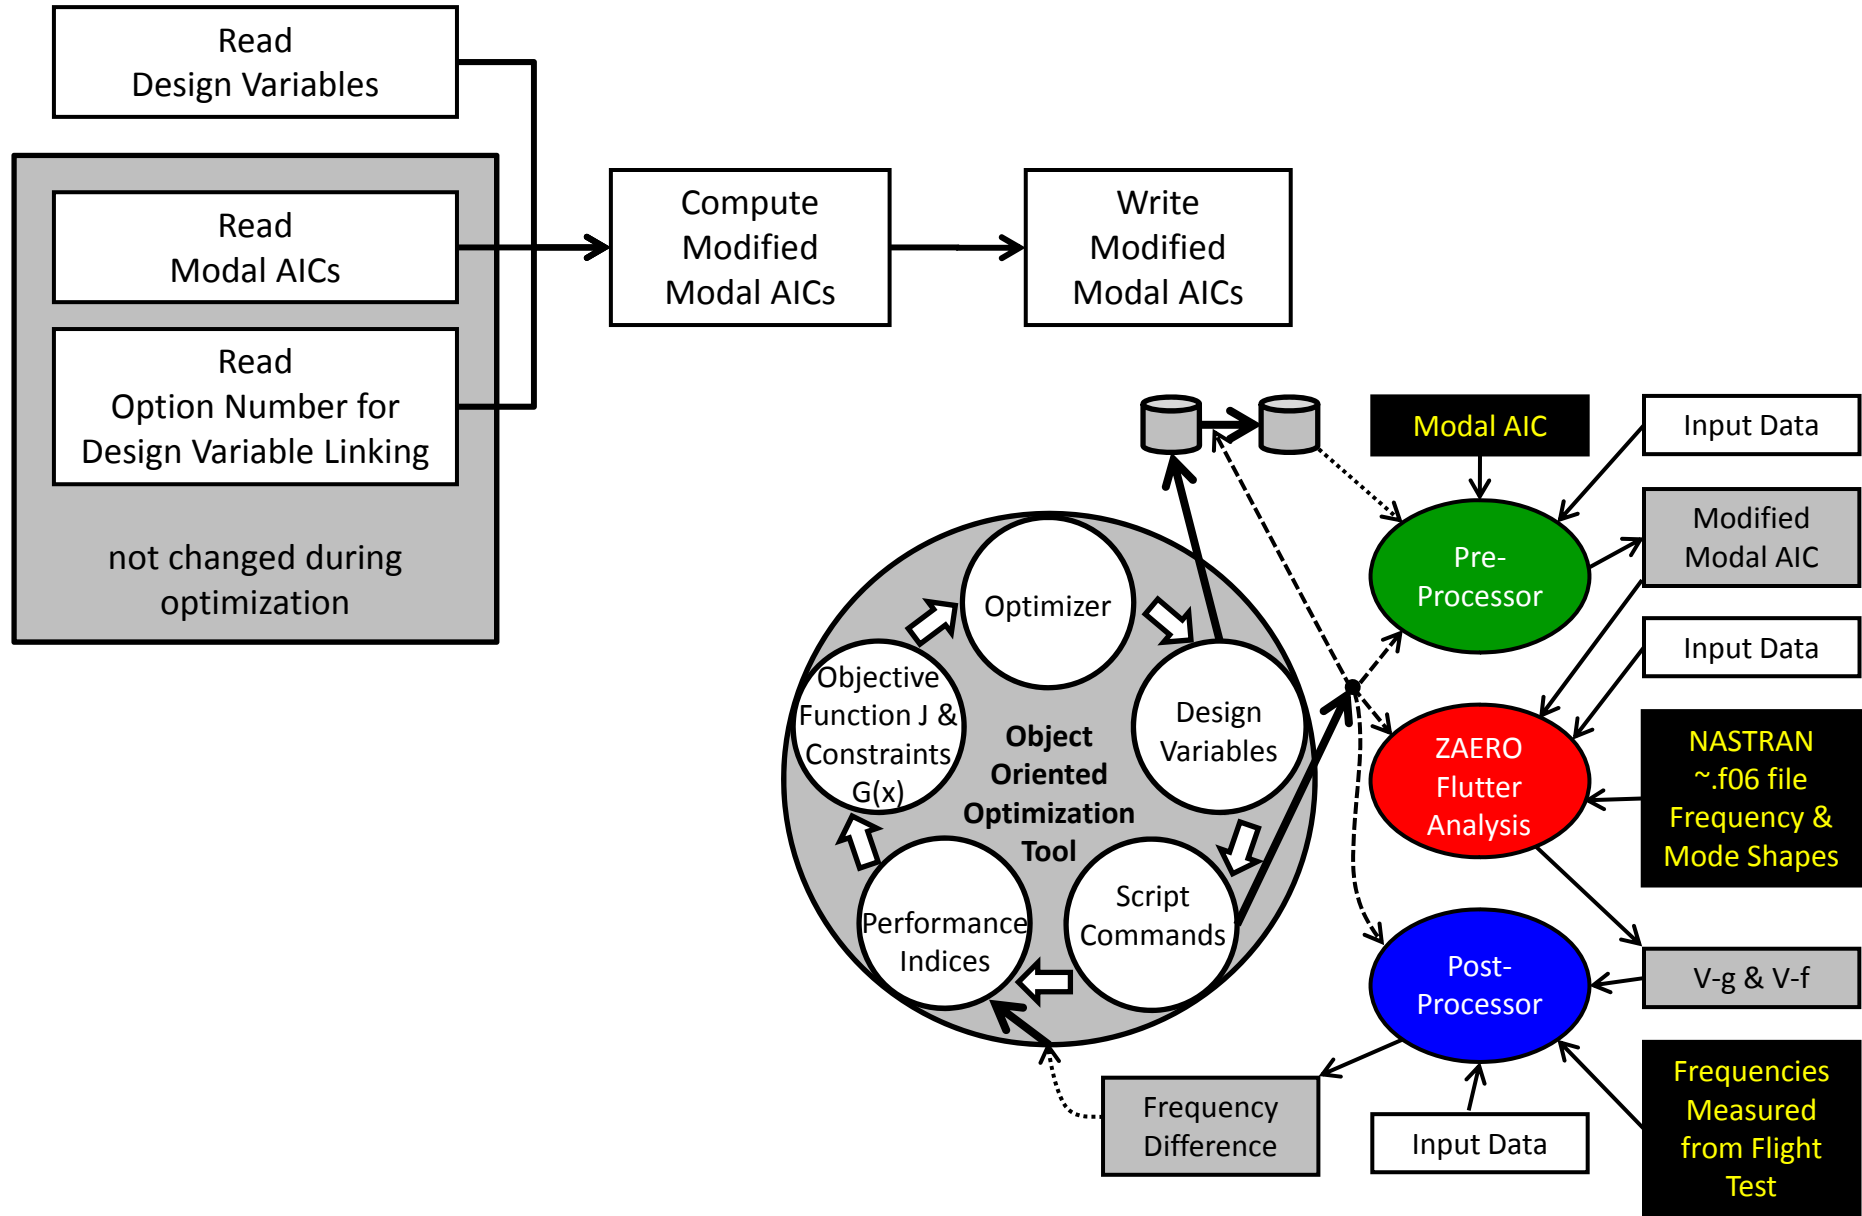 Read
Design Variables
Read
Modal AICs
Read
Option Number for
Design Variable Linking
not changed during
optimization
Compute
Modified
Modal AICs
Write
Modified
Modal AICs
Optimizer
Design
Variables
Script
Commands
Performance
Indices
Objective
Function J &
Constraints
G(x)
Object
Oriented
Optimization
Tool
Modal AIC
Input Data
Pre-
Processor
Modified
Modal AIC
Input Data
ZAERO
Flutter
Analysis
NASTRAN
~.f06 file
Frequency &
Mode Shapes
Post-
Processor
V-g & V-f
Frequency
Difference
Input Data
Frequencies
Measured
from Flight
Test